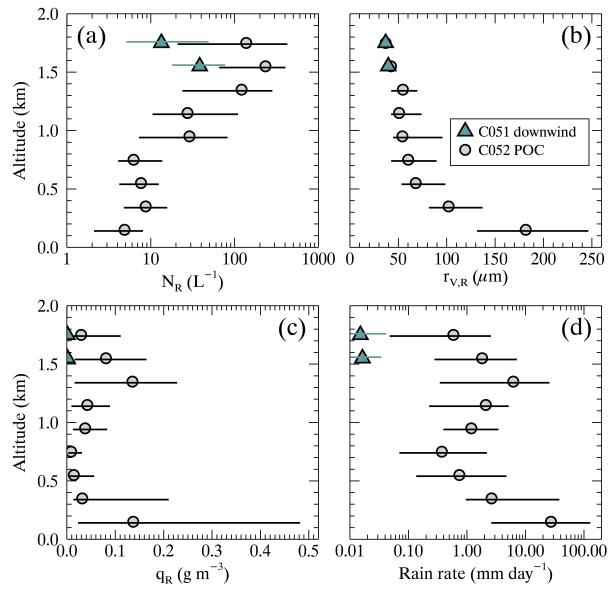 2.0
1.5
1.0
0.5
0.0
Altitude (km)
(a)
1
10
100
1000
N_R (L⁻¹)
(b)
C051 downwind
C052 POC
0
50
100
150
200
250
r_V,R (μm)
2.0
1.5
1.0
0.5
0.0
Altitude (km)
(c)
0.0
0.1
0.2
0.3
0.4
0.5
q_R (g m⁻³)
(d)
0.01
0.10
1.00
10.00
100.00
Rain rate (mm day⁻¹)